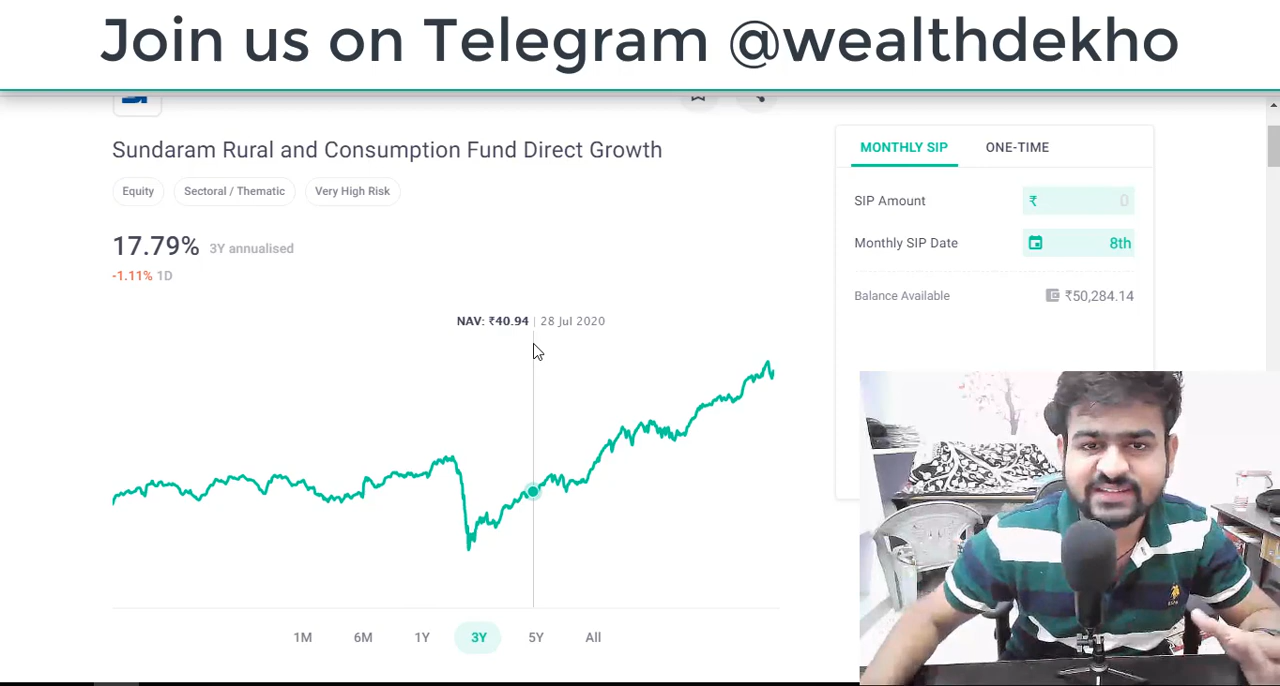 Join us on Telegram @wealthdekho
Sundaram Rural and Consumption Fund Direct Growth
Equity
Sectoral / Thematic
Very High Risk
17.79% 3Y annualised
-1.11% 1D
NAV: ₹40.94 | 28 Jul 2020
1M 6M 1Y 3Y 5Y All
MONTHLY SIP ONE-TIME
SIP Amount ₹ 0
Monthly SIP Date 8th
Balance Available ₹50,284.14